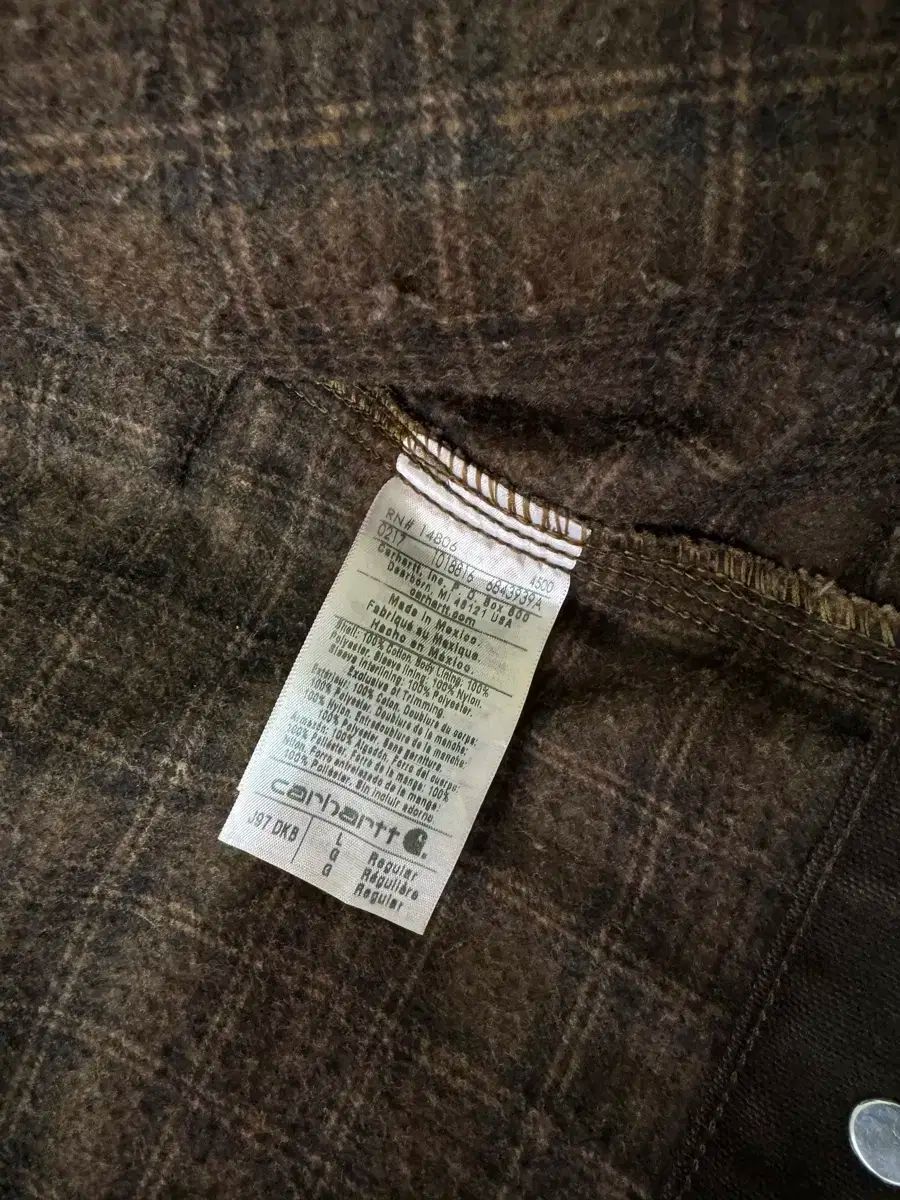 RN# 14806
0217 1018816 6843939A 4500
Carhartt, Inc. P.O. Box 600
Dearborn, MI 48121 USA
carhartt.com
Made in Mexico.
Fabriqué au Mexique.
Hecho en México.
Shell: 100% Cotton. Body Lining: 100%
Polyester. Sleeve lining: 100% Nylon.
Sleeve interlining: 100% Polyester.
Exclusive of Trimming.
Extérieur: 100% Coton. Doublure du corps:
100% Polyester. Doublure de la manche:
100% Nylon. Entredoublure de la manche:
100% Polyester. Sans garniture.
100% Algodón. Forro del cuerpo:
100% Poliéster. Forro de la manga: 100%
Nylon. Forro entretelado de la manga:
100% Poliéster. Sin incluir adorno.
carhartt
J97 DKB L Regular
G Régulière
G Regular